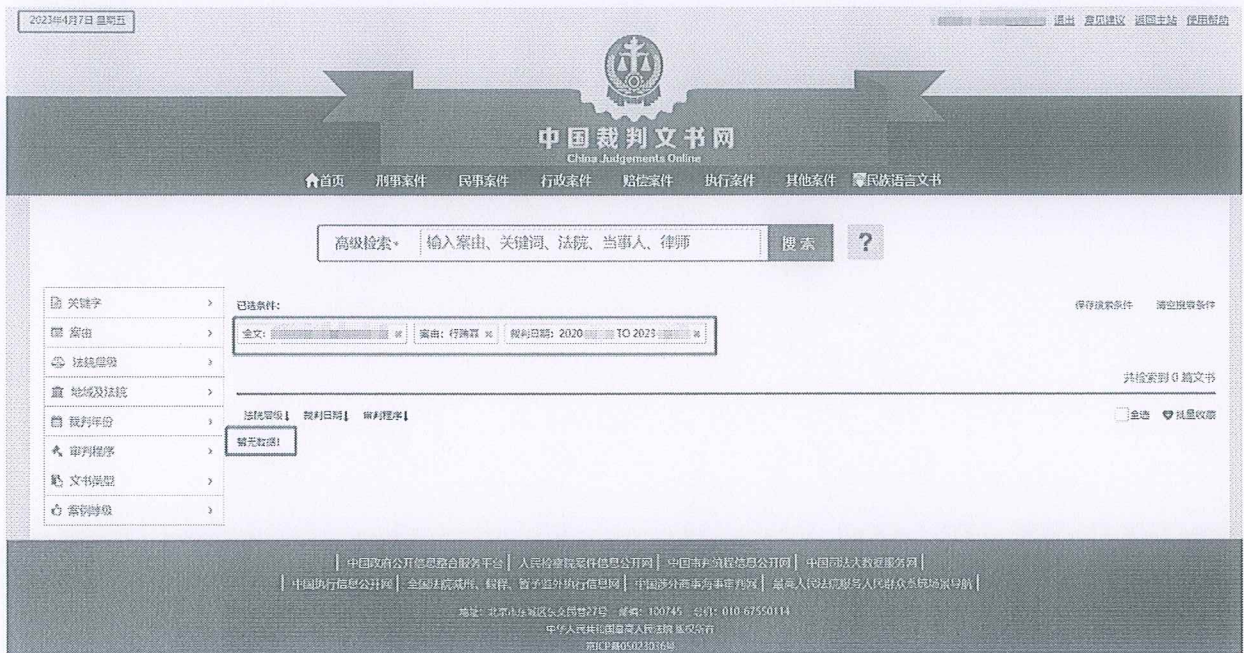 2023年4月7日 星期五
退出 意见建议 返回主站 使用帮助
中国裁判文书网
China Judgements Online
首页 刑事案件 民事案件 行政案件 赔偿案件 执行案件 其他案件 民族语言文书
高级检索 输入案由、关键词、法院、当事人、律师 搜索 ?
关键字
案由
法院层级
地域及法院
裁判年份
审判程序
文书类型
案例等级
已选条件:
保存搜索条件 清空搜索条件
全文: × 案由: 行贿罪 × 裁判日期: 2020 TO 2023 ×
共检索到 0 篇文书
法院层级↓ 裁判日期↓ 审判程序↓
全选 批量收藏
暂无数据!
| 中国政府公开信息整合服务平台 | 人民检察院案件信息公开网 | 中国审判流程信息公开网 | 中国司法大数据服务网 |
| 中国执行信息公开网 | 全国法院减刑、假释、暂予监外执行信息网 | 中国涉外商事海事审判网 | 最高人民法院服务人民群众系统场景导航 |
地址: 北京市东城区东交民巷27号 邮编: 100745 总机: 010-67550114
中华人民共和国最高人民法院 版权所有
京ICP备05023036号